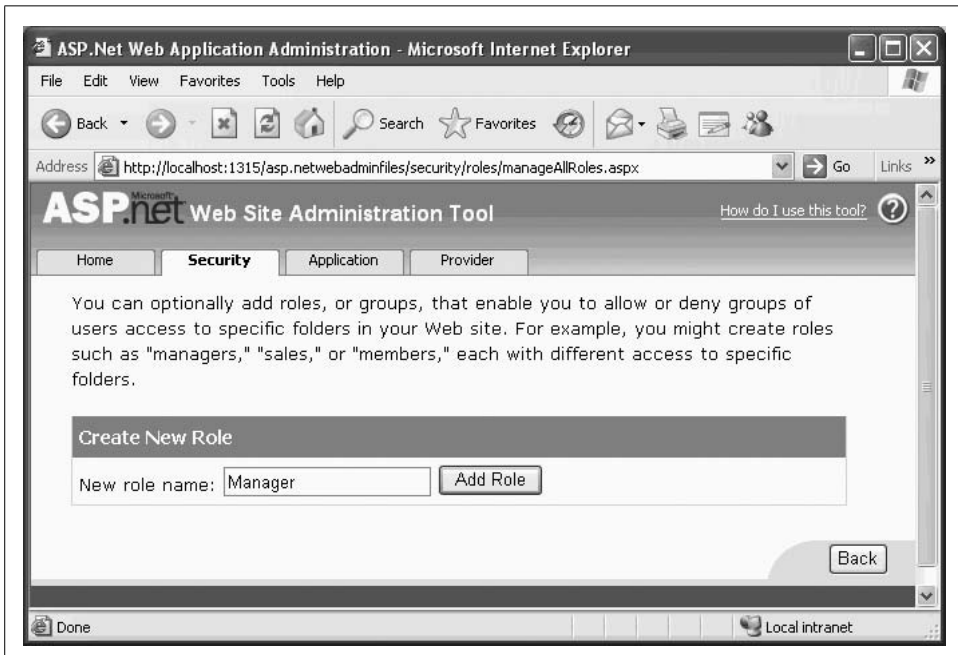 ASP.Net Web Application Administration - Microsoft Internet Explorer
File Edit View Favorites Tools Help
Back Search Favorites
Address http://localhost:1315/asp.netwebadminfiles/security/roles/manageAllRoles.aspx Go Links »
Microsoft
ASP.net Web Site Administration Tool How do I use this tool? ?
Home Security Application Provider
You can optionally add roles, or groups, that enable you to allow or deny groups of
users access to specific folders in your Web site. For example, you might create roles
such as "managers," "sales," or "members," each with different access to specific
folders.
Create New Role
New role name: Manager Add Role
Back
Done Local intranet